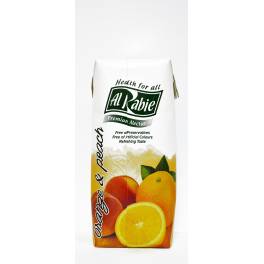 Health for all
Al Rabie
Premium Nectar
Free of Preservatives
Free of Artificial Colours
Refreshing Taste
Orange & peach